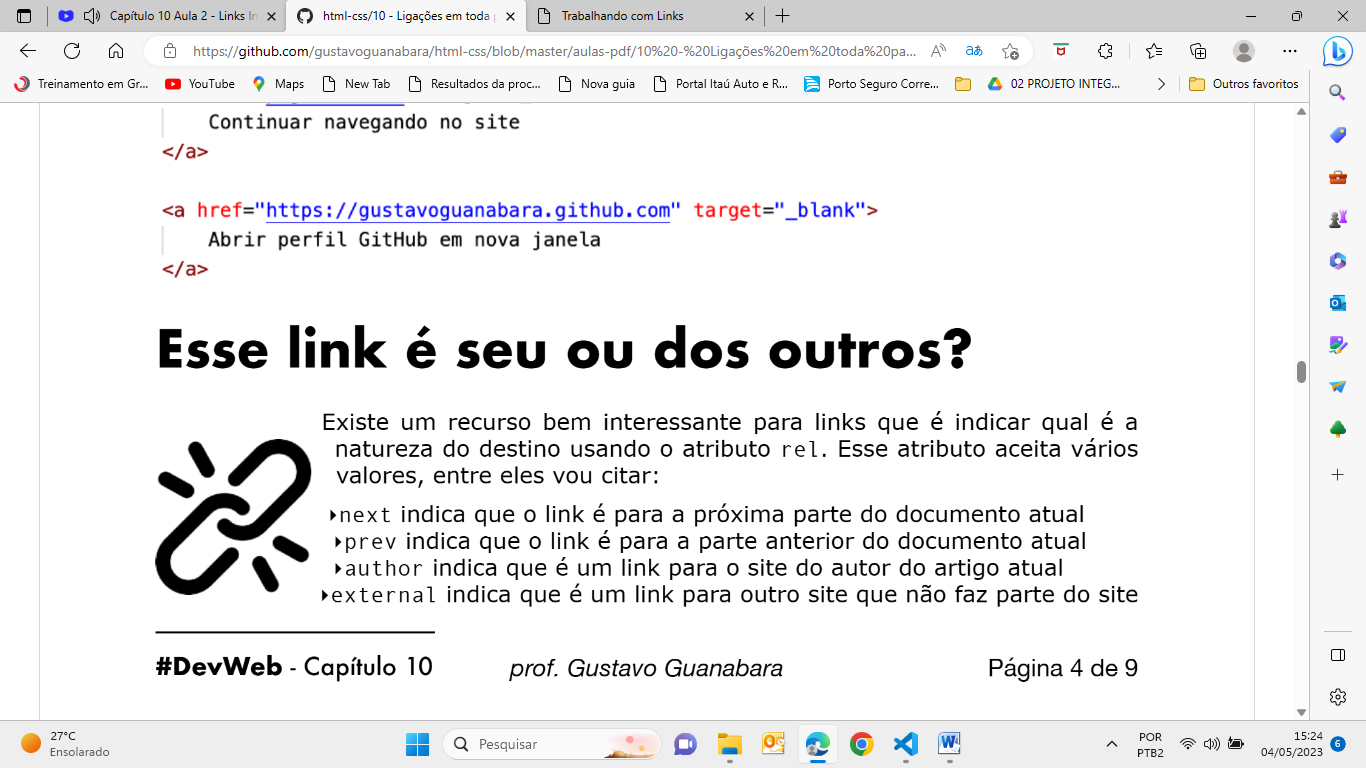 Capítulo 10 Aula 2 - Links In
html-css/10 - Ligações em toda p
Trabalhando com Links
https://github.com/gustavoguanabara/html-css/blob/master/aulas-pdf/10%20-%20Ligações%20em%20toda%20pa...
Treinamento em Gr...
YouTube
Maps
New Tab
Resultados da proc...
Nova guia
Portal Itaú Auto e R...
Porto Seguro Corre...
02 PROJETO INTEG...
Outros favoritos
Continuar navegando no site
</a>
<a href="https://gustavoguanabara.github.com" target="_blank">
Abrir perfil GitHub em nova janela
</a>
Esse link é seu ou dos outros?
Existe um recurso bem interessante para links que é indicar qual é a
natureza do destino usando o atributo rel. Esse atributo aceita vários
valores, entre eles vou citar:
‣next indica que o link é para a próxima parte do documento atual
‣prev indica que o link é para a parte anterior do documento atual
‣author indica que é um link para o site do autor do artigo atual
‣external indica que é um link para outro site que não faz parte do site
#DevWeb - Capítulo 10
prof. Gustavo Guanabara
Página 4 de 9
27°C
Ensolarado
Pesquisar
POR
PTB2
15:24
04/05/2023
6